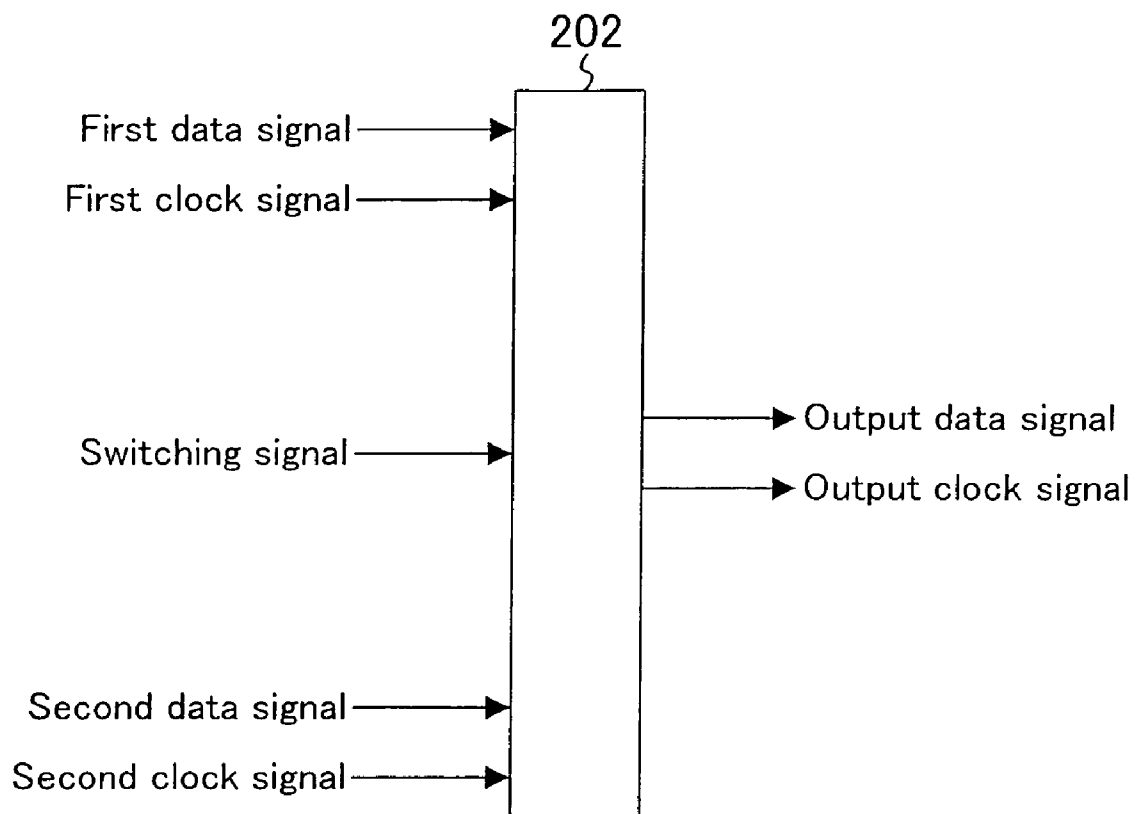 202
First data signal
First clock signal
Switching signal
Output data signal
Output clock signal
Second data signal
Second clock signal